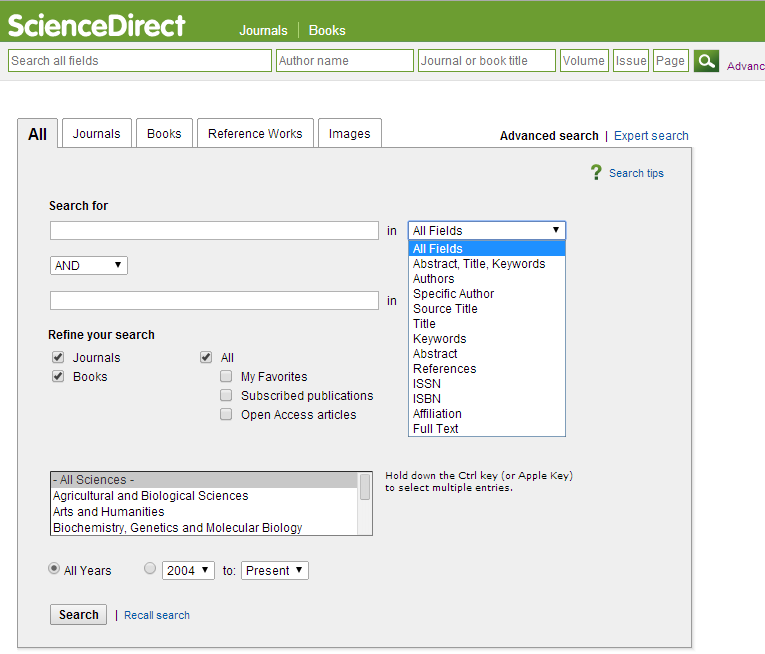 ScienceDirect Journals Books
Search all fields Author name Journal or book title Volume Issue Page Advanc
All Journals Books Reference Works Images Advanced search | Expert search
? Search tips
Search for
in All Fields
All Fields
Abstract, Title, Keywords
Authors
Specific Author
Source Title
Title
Keywords
Abstract
References
ISSN
ISBN
Affiliation
Full Text
AND
in
Refine your search
Journals All
Books My Favorites
Subscribed publications
Open Access articles
- All Sciences -
Agricultural and Biological Sciences
Arts and Humanities
Biochemistry, Genetics and Molecular Biology
Hold down the Ctrl key (or Apple Key)
to select multiple entries.
All Years 2004 to: Present
Search | Recall search